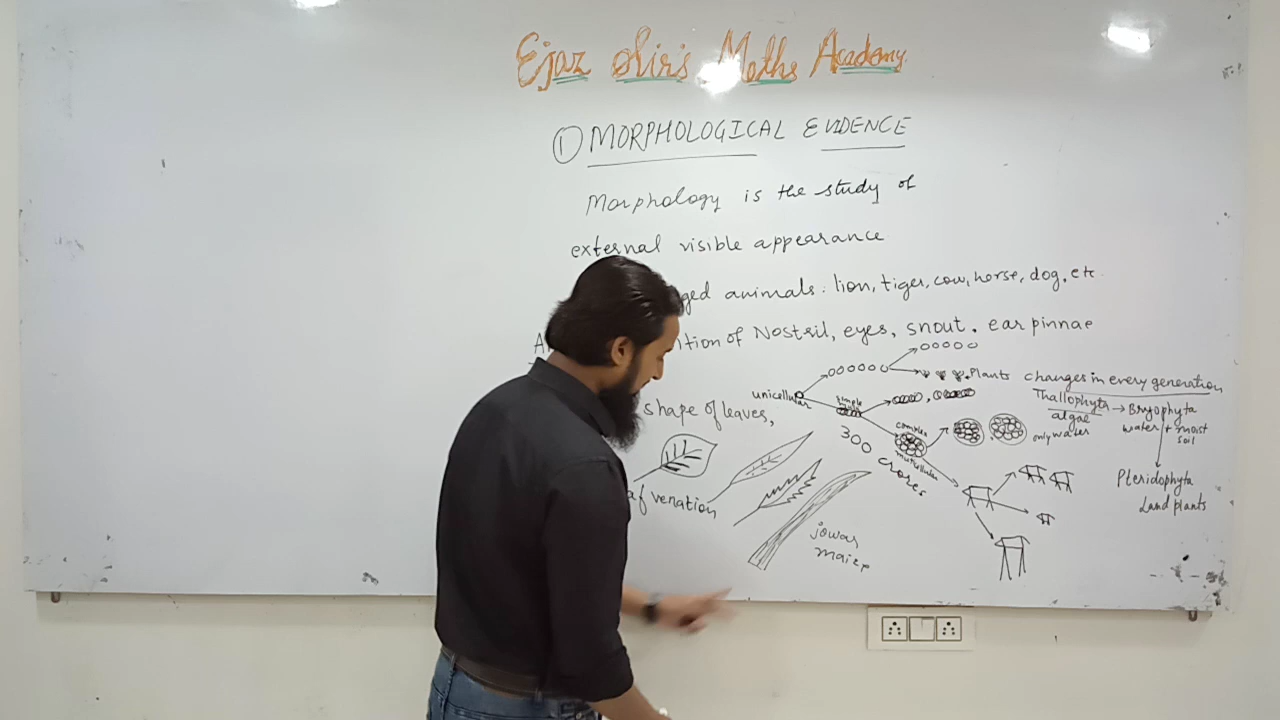 Ejaz Sir's Maths Academy.
① MORPHOLOGICAL EVIDENCE
Morphology is the study of
external visible appearance
animals: lion, tiger, cow, horse, dog, etc.
of Nostril, eyes, snout, ear pinnae
Plants
changes in every generation
unicellular
simple
Thallophyta → Bryophyta
algae
water + moist
soil
only water
shape of leaves,
complex
multicellular
300 crores
venation
Pteridophyta
Land plants
jowar
maize